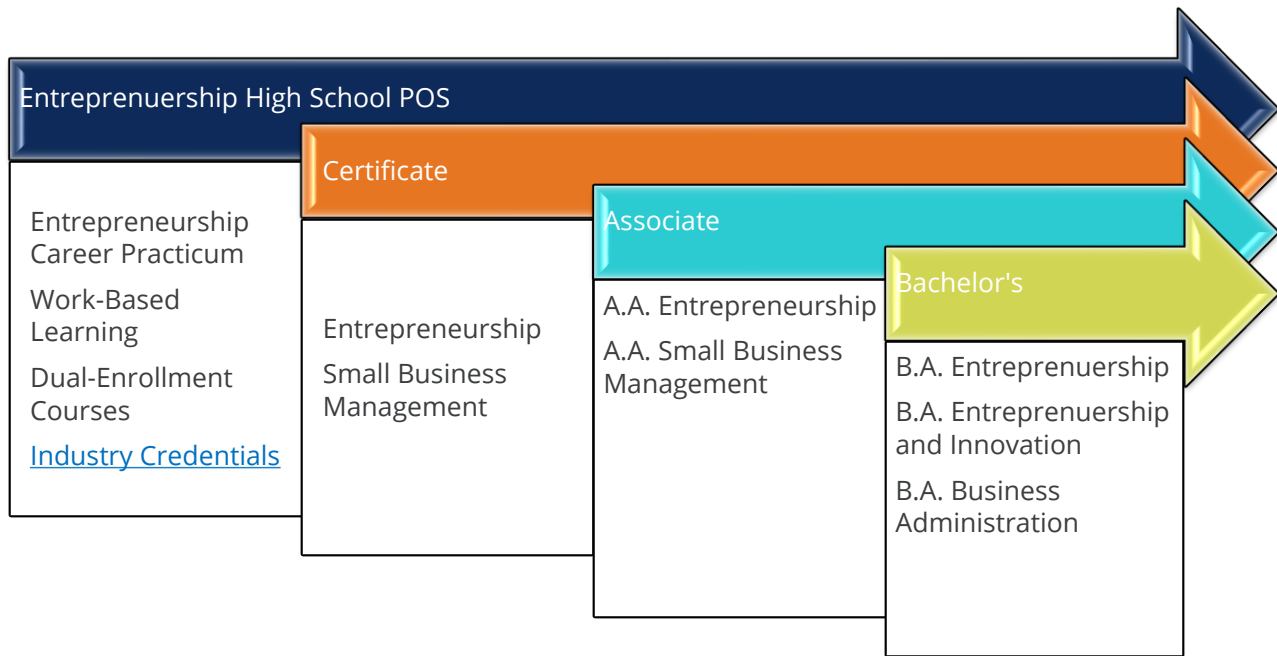 Entreprenuership High School POS
Entrepreneurship
Career Practicum
Work-Based
Learning
Dual-Enrollment
Courses
Industry Credentials
Certificate
Entrepreneurship
Small Business
Management
Associate
A.A. Entrepreneurship
A.A. Small Business
Management
Bachelor's
B.A. Entreprenuership
B.A. Entreprenuership
and Innovation
B.A. Business
Administration